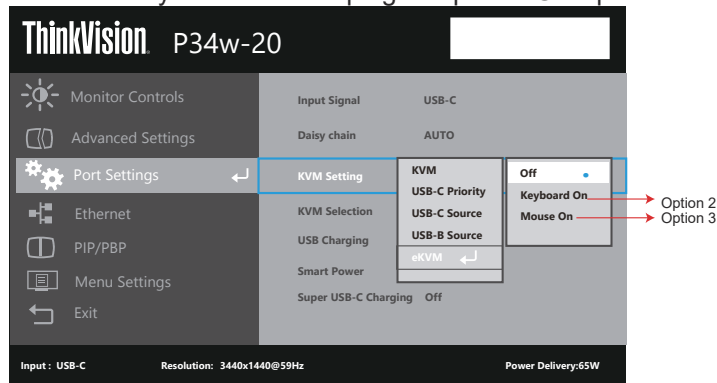 ThinkVision. P34w-20
Monitor Controls
Advanced Settings
Port Settings
Ethernet
PIP/PBP
Menu Settings
Exit
Input Signal USB-C
Daisy chain AUTO
KVM Setting
KVM Selection
USB Charging
Smart Power
Super USB-C Charging Off
KVM
USB-C Priority
USB-C Source
USB-B Source
eKVM
Off
Keyboard On
Mouse On
Option 2
Option 3
Input : USB-C Resolution: 3440x1440@59Hz Power Delivery:65W